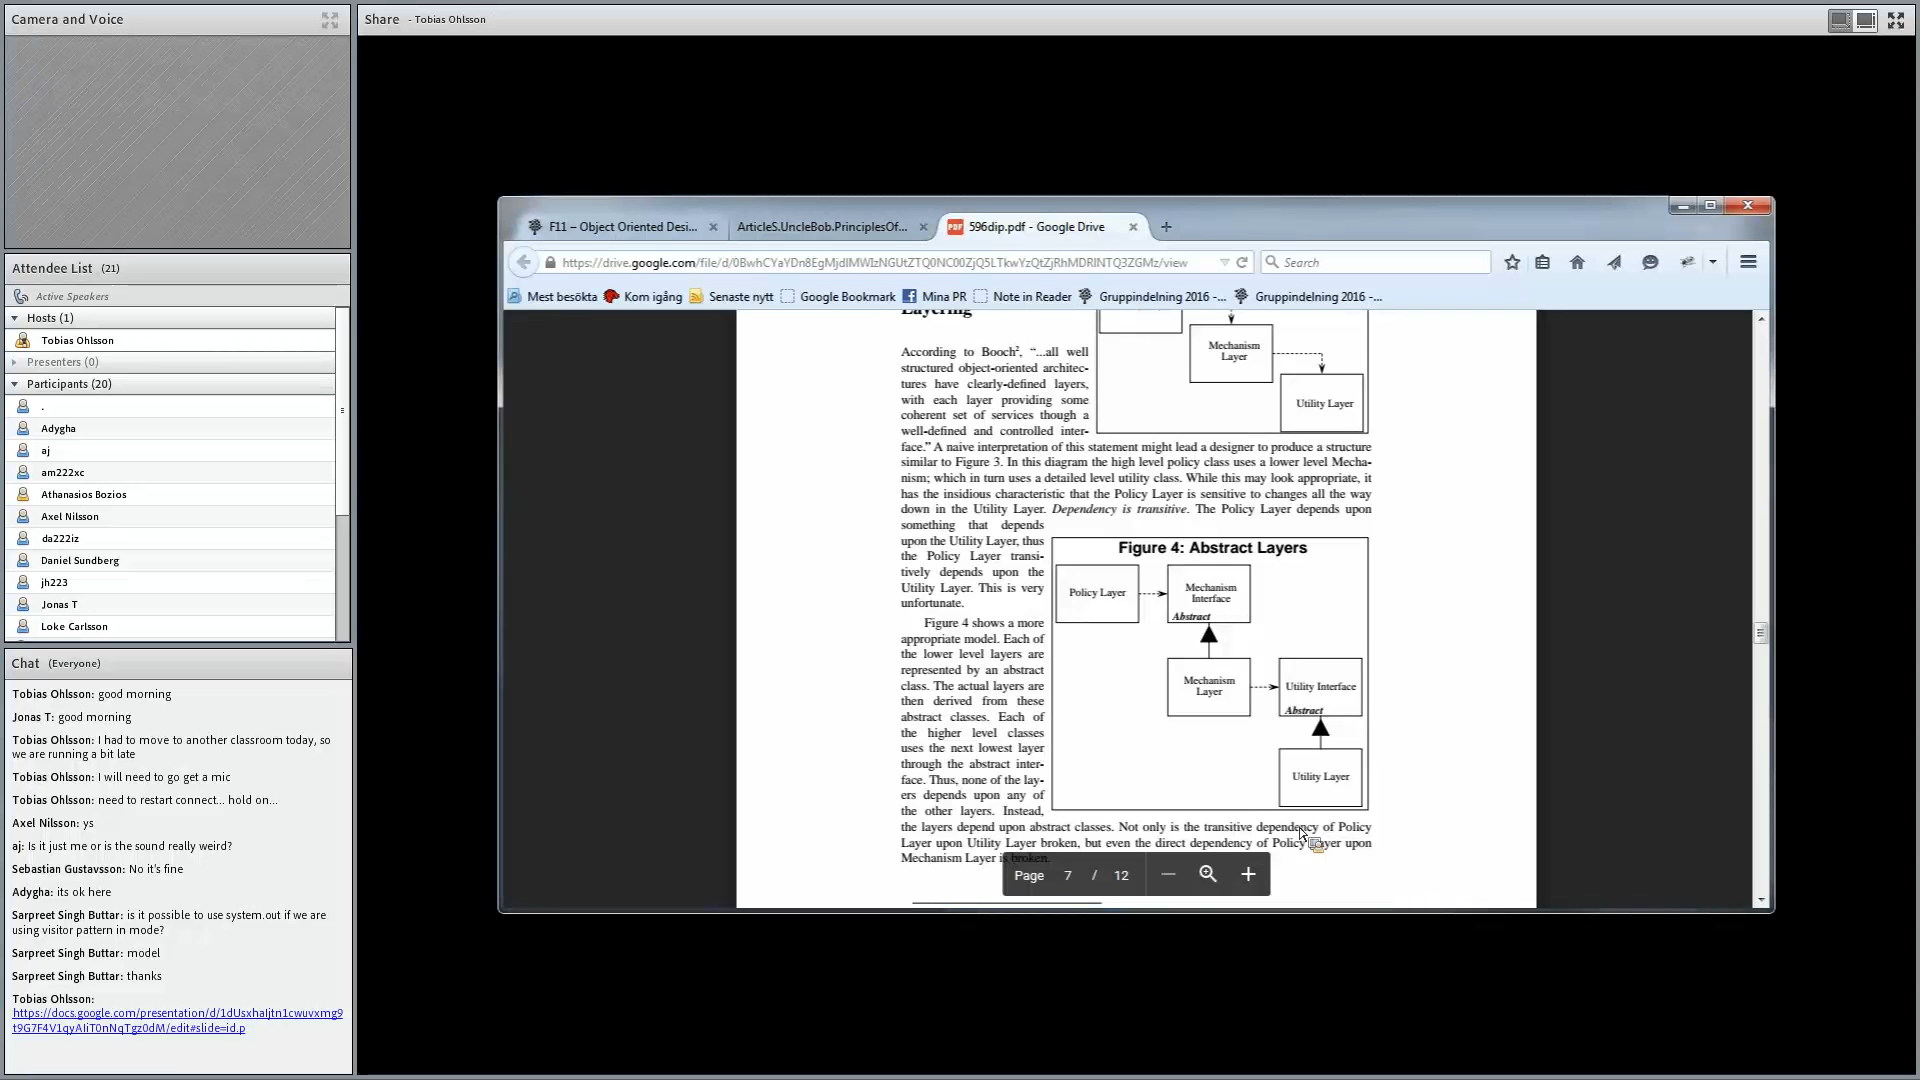 Camera and Voice
Share - Tobias Ohlsson
Attendee List (21)
Active Speakers
Hosts (1)
Tobias Ohlsson
Presenters (0)
Participants (20)
.
Adygha
aj
am222xc
Athanasios Bozios
Axel Nilsson
da222iz
Daniel Sundberg
jh223
Jonas T
Loke Carlsson
Chat (Everyone)
Tobias Ohlsson: good morning
Jonas T: good morning
Tobias Ohlsson: I had to move to another classroom today, so
we are running a bit late
Tobias Ohlsson: I will need to go get a mic
Tobias Ohlsson: need to restart connect... hold on...
Axel Nilsson: ys
aj: Is it just me or is the sound really weird?
Sebastian Gustavsson: No it's fine
Adygha: its ok here
Sarpreet Singh Buttar: is it possible to use system.out if we are
using visitor pattern in mode?
Sarpreet Singh Buttar: model
Sarpreet Singh Buttar: thanks
Tobias Ohlsson:
F11 – Object Oriented Desi...
ArticleS.UncleBob.PrinciplesOf...
PDF 596dip.pdf - Google Drive
Search
Mest besökta
Kom igång
Senaste nytt
Google Bookmark
Mina PR
Note in Reader
Gruppindelning 2016 -...
Gruppindelning 2016 -...
Layering
According to Booch², “...all well
structured object-oriented architec-
tures have clearly-defined layers,
with each layer providing some
coherent set of services though a
well-defined and controlled inter-
face.” A naive interpretation of this statement might lead a designer to produce a structure
similar to Figure 3. In this diagram the high level policy class uses a lower level Mecha-
nism; which in turn uses a detailed level utility class. While this may look appropriate, it
has the insidious characteristic that the Policy Layer is sensitive to changes all the way
down in the Utility Layer. Dependency is transitive. The Policy Layer depends upon
something that depends
upon the Utility Layer, thus
the Policy Layer transi-
tively depends upon the
Utility Layer. This is very
unfortunate.
Figure 4 shows a more
appropriate model. Each of
the lower level layers are
represented by an abstract
class. The actual layers are
then derived from these
abstract classes. Each of
the higher level classes
uses the next lowest layer
through the abstract inter-
face. Thus, none of the lay-
ers depends upon any of
the other layers. Instead,
the layers depend upon abstract classes. Not only is the transitive dependency of Policy
Layer upon Utility Layer broken, but even the direct dependency of Policy Layer upon
Mechanism Layer is broken.
Mechanism
Layer
Utility Layer
Figure 4: Abstract Layers
Policy Layer
Mechanism
Interface
Abstract
Mechanism
Layer
Utility Interface
Abstract
Utility Layer
Page 7 / 12